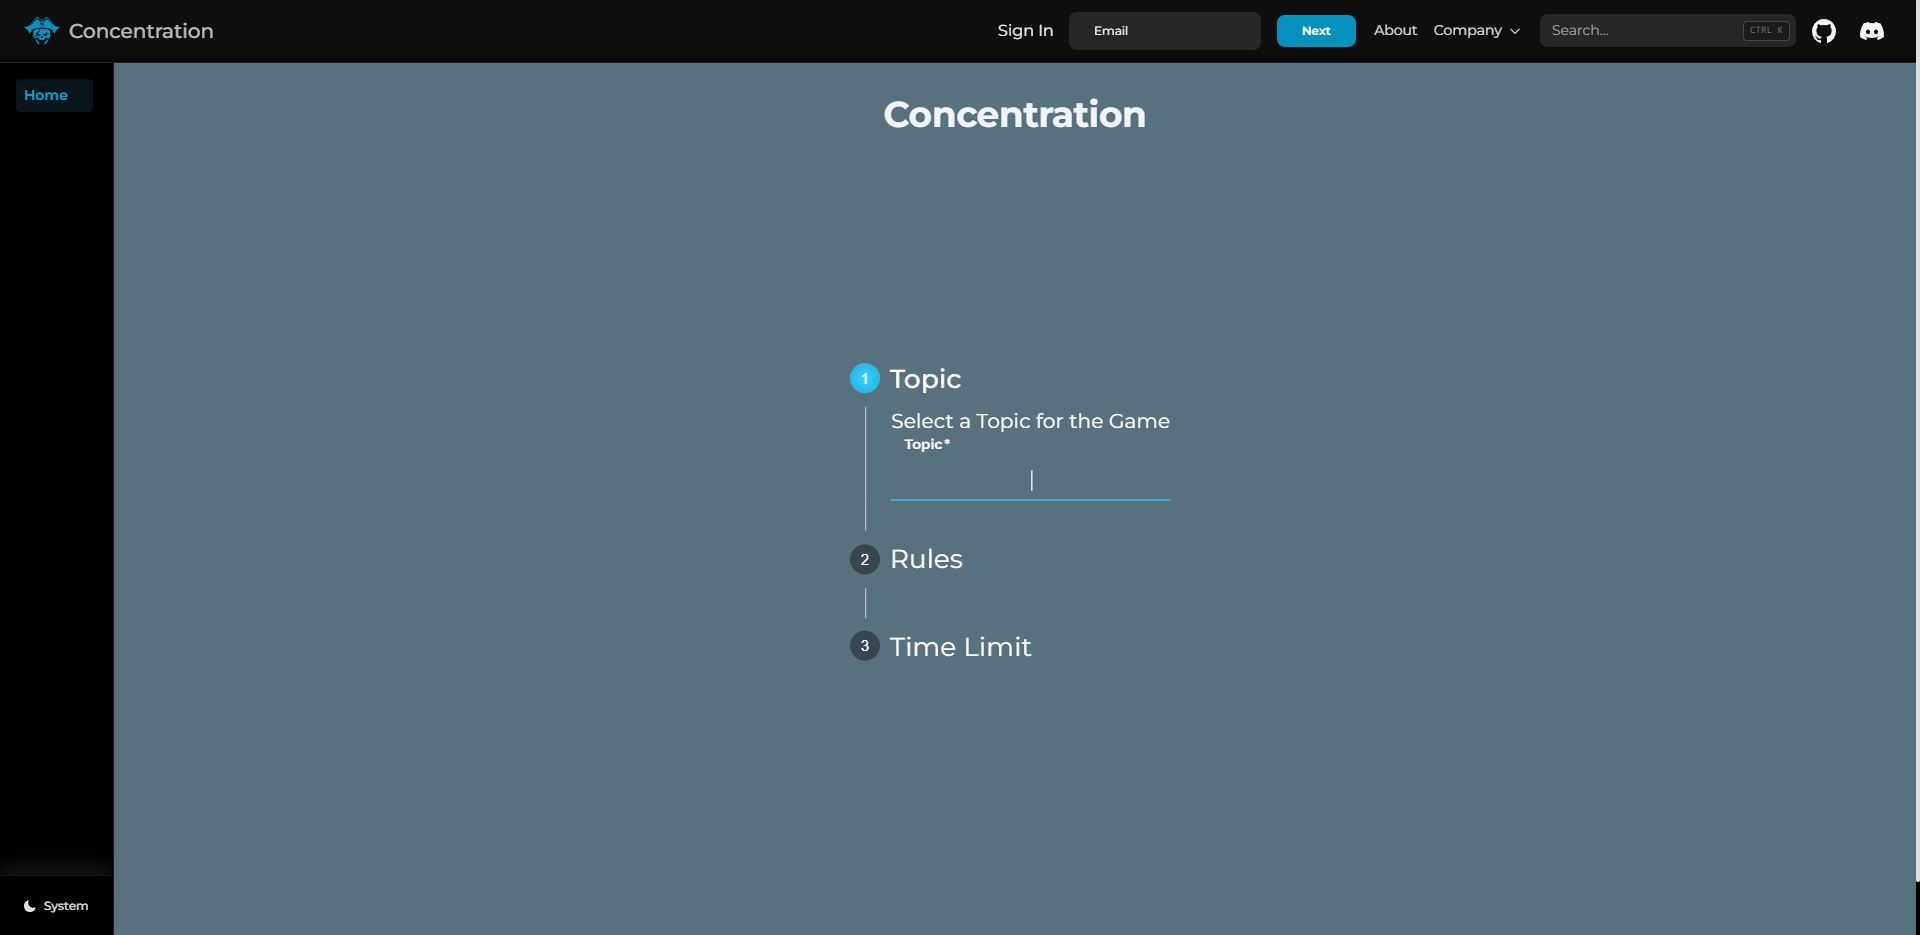 Concentration
Sign In
Email
Next
About
Company
Search...
CTRL K
Home
Concentration
1 Topic
Select a Topic for the Game
Topic*
2 Rules
3 Time Limit
System